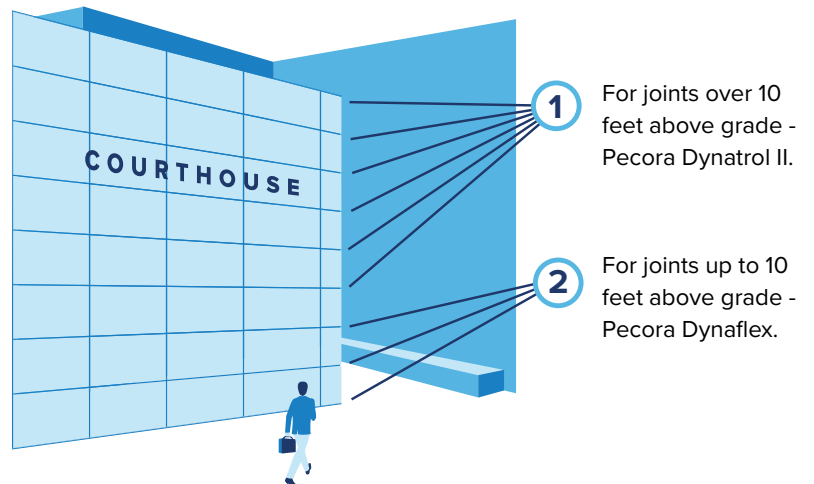 COURTHOUSE
1
For joints over 10
feet above grade -
Pecora Dynatrol II.
2
For joints up to 10
feet above grade -
Pecora Dynaflex.